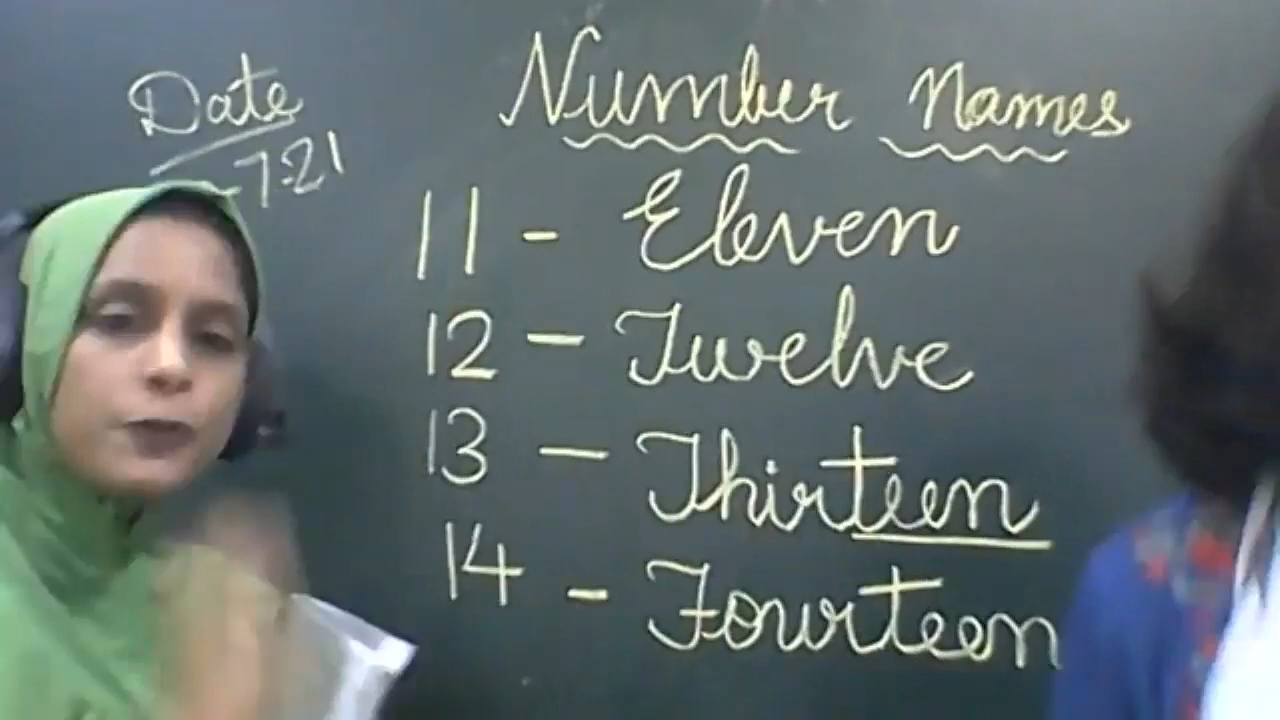 Date
-7-21
Number Names
11 - Eleven
12 - Twelve
13 - Thirteen
14 - Fourteen